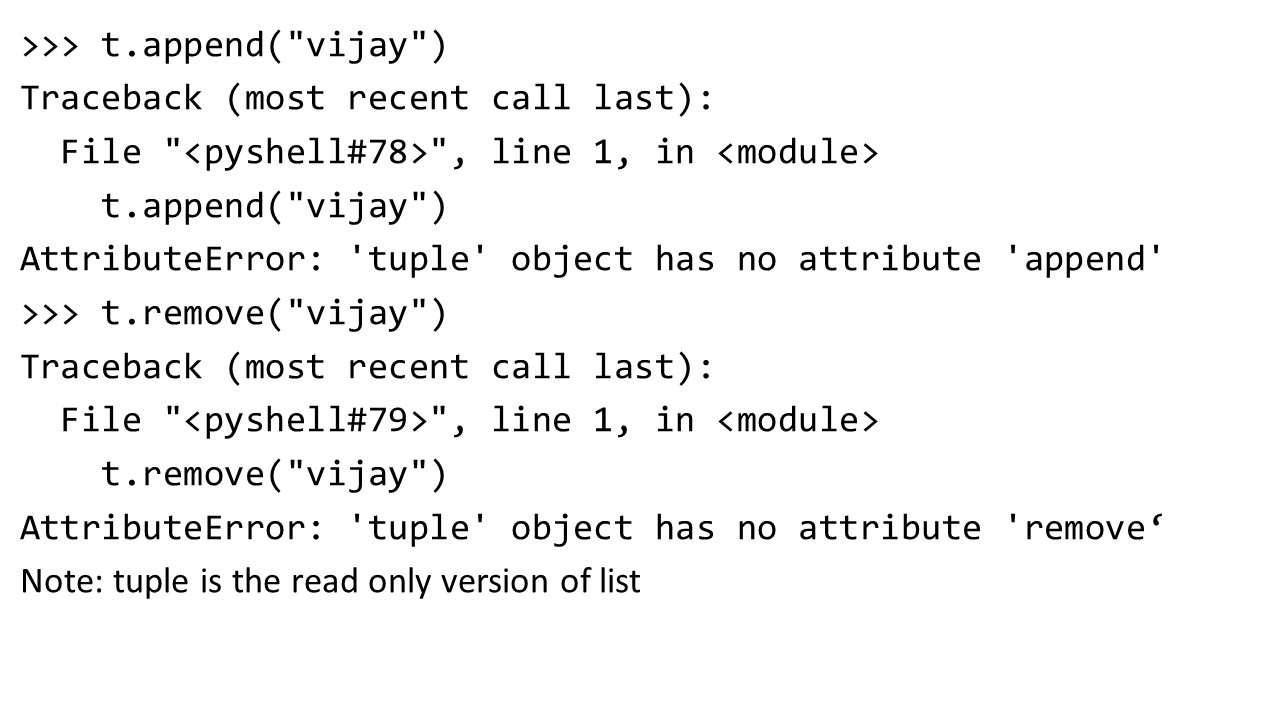 >>> t.append("vijay")
Traceback (most recent call last):
  File "<pyshell#78>", line 1, in <module>
    t.append("vijay")
AttributeError: 'tuple' object has no attribute 'append'
>>> t.remove("vijay")
Traceback (most recent call last):
  File "<pyshell#79>", line 1, in <module>
    t.remove("vijay")
AttributeError: 'tuple' object has no attribute 'remove‘
Note: tuple is the read only version of list